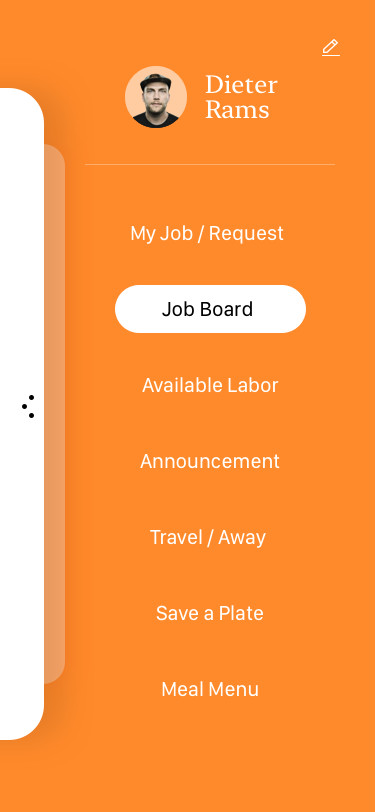 Dieter
Rams
My Job / Request
Job Board
Available Labor
Announcement
Travel / Away
Save a Plate
Meal Menu